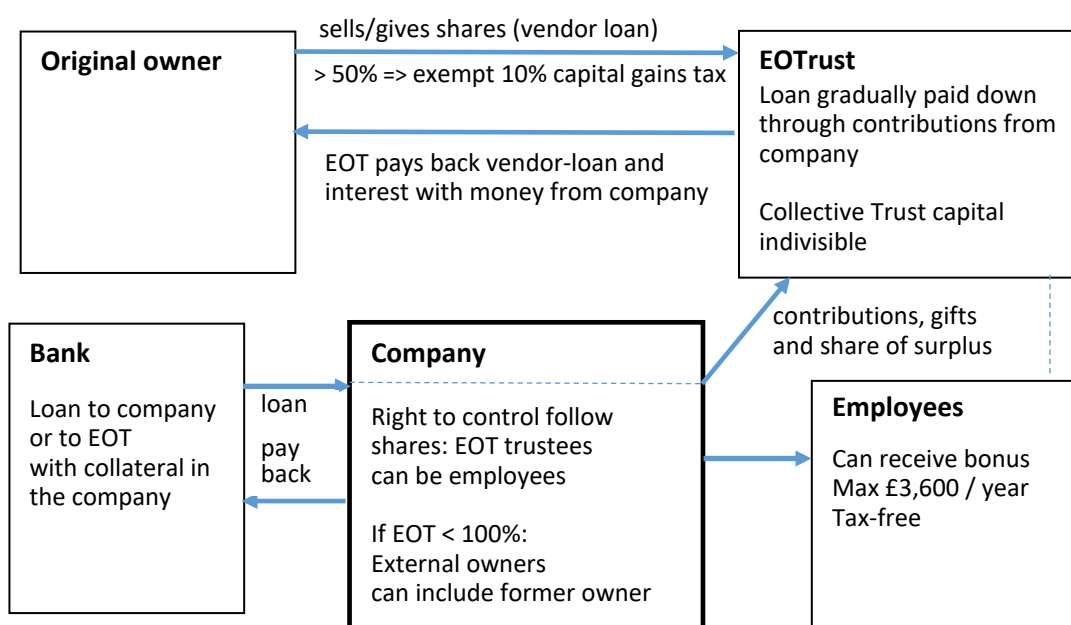 sells/gives shares (vendor loan)
Original owner
> 50% => exempt 10% capital gains tax
EOT pays back vendor-loan and
interest with money from company
EOTrust
Loan gradually paid down
through contributions from
company
Collective Trust capital
indivisible
contributions, gifts
and share of surplus
Bank
Loan to company
or to EOT
with collateral in
the company
loan
pay
back
Company
Right to control follow
shares: EOT trustees
can be employees
If EOT < 100%:
External owners
can include former owner
Employees
Can receive bonus
Max £3,600 / year
Tax-free